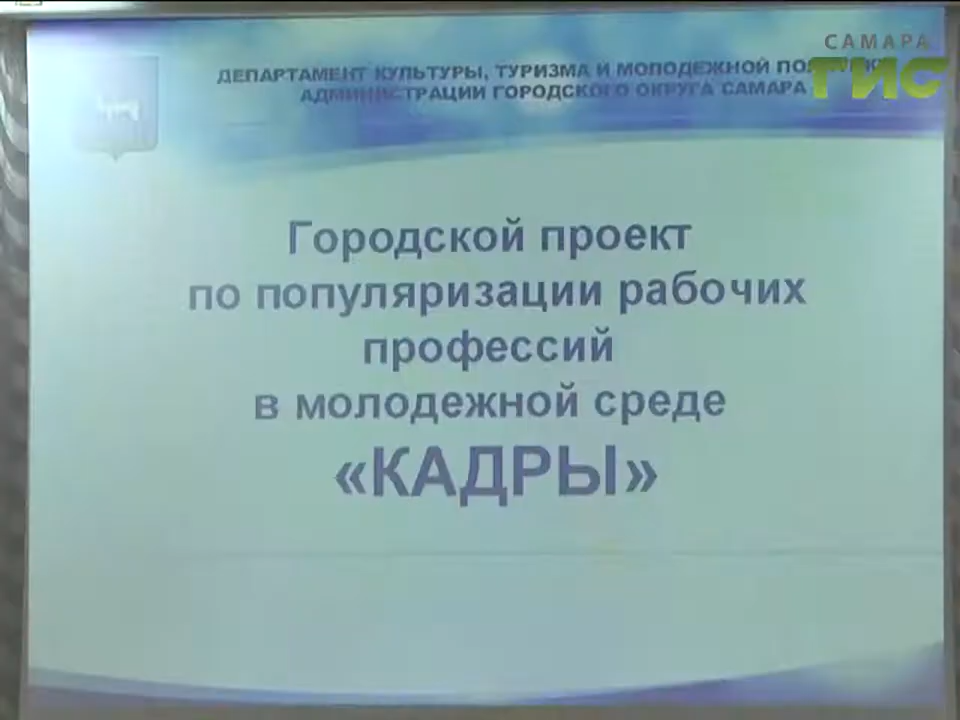 САМАРА
ГИС
ДЕПАРТАМЕНТ КУЛЬТУРЫ, ТУРИЗМА И МОЛОДЕЖНОЙ
АДМИНИСТРАЦИИ ГОРОДСКОГО ОКРУГА САМАРА
Городской проект
по популяризации рабочих
профессий
в молодежной среде
«КАДРЫ»